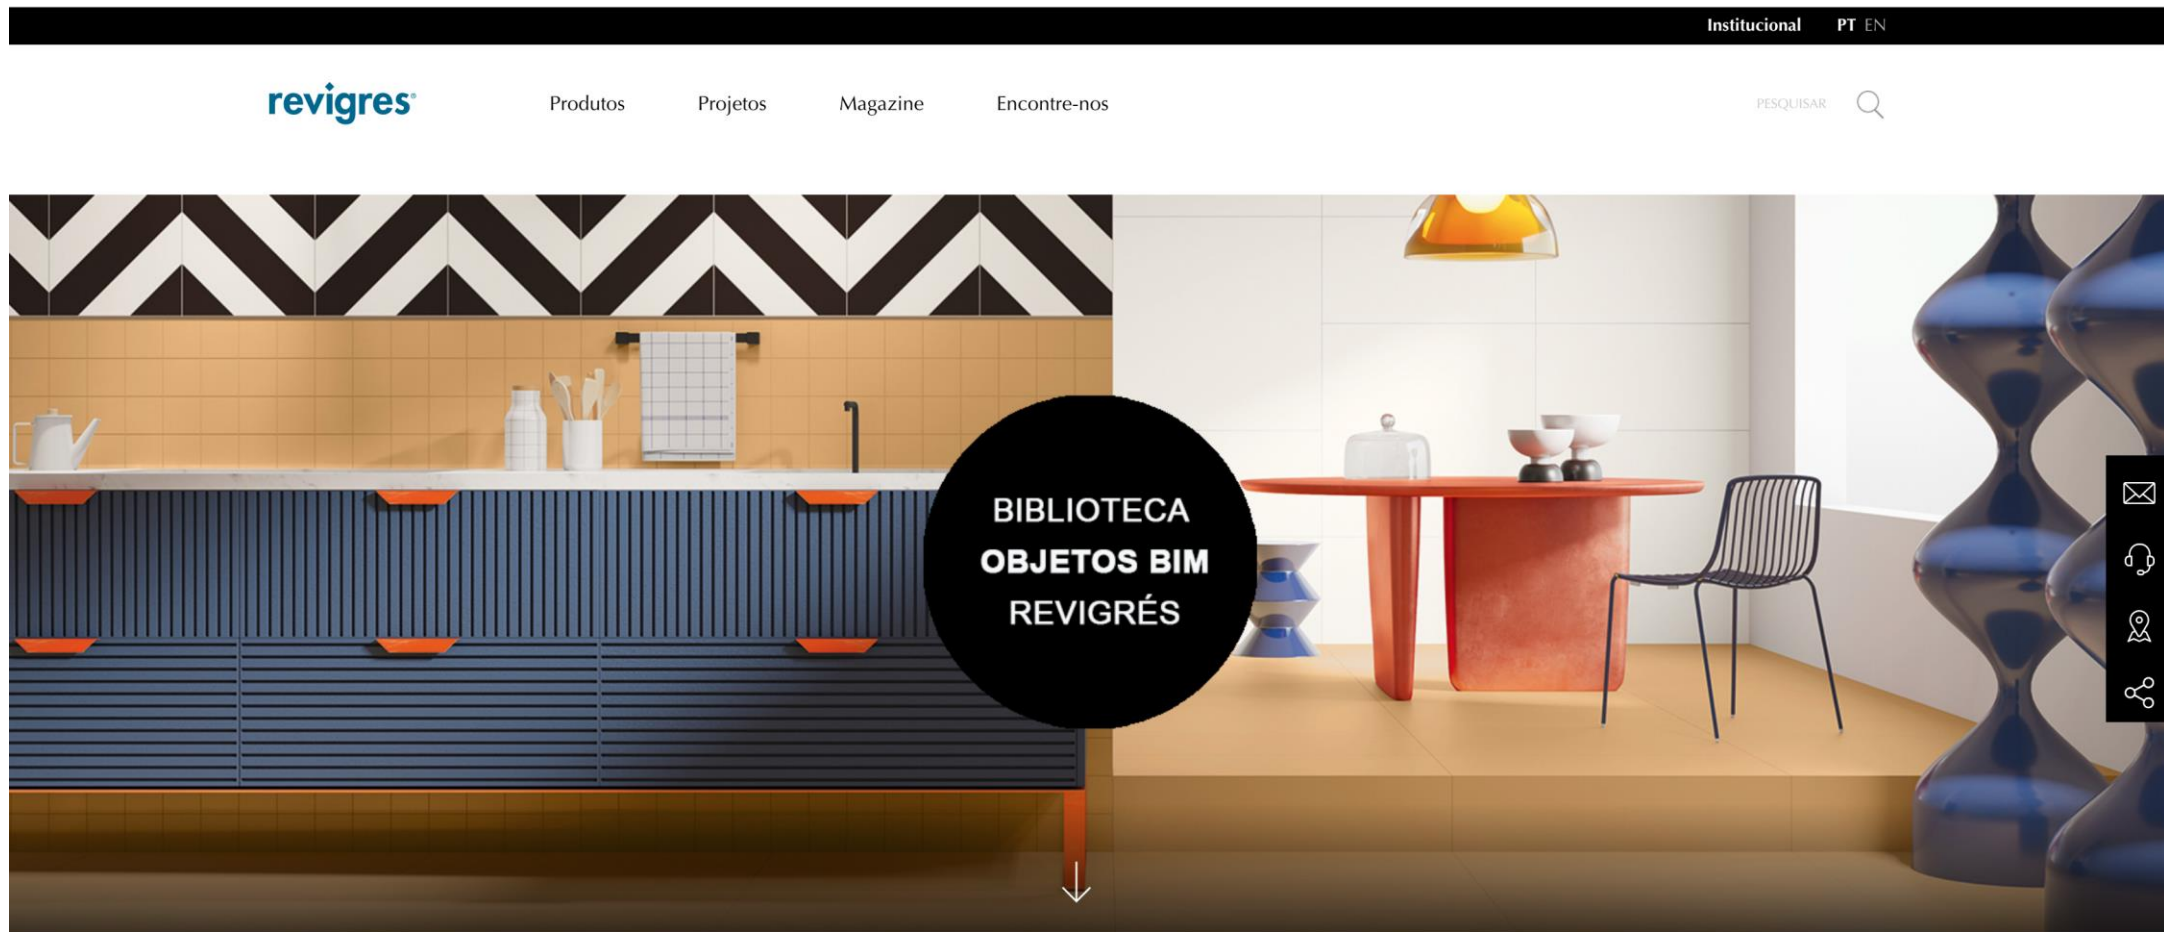 Institucional PT EN
revigres®
Produtos Projetos Magazine Encontre-nos
PESQUISAR
BIBLIOTECA
OBJETOS BIM
REVIGRÉS